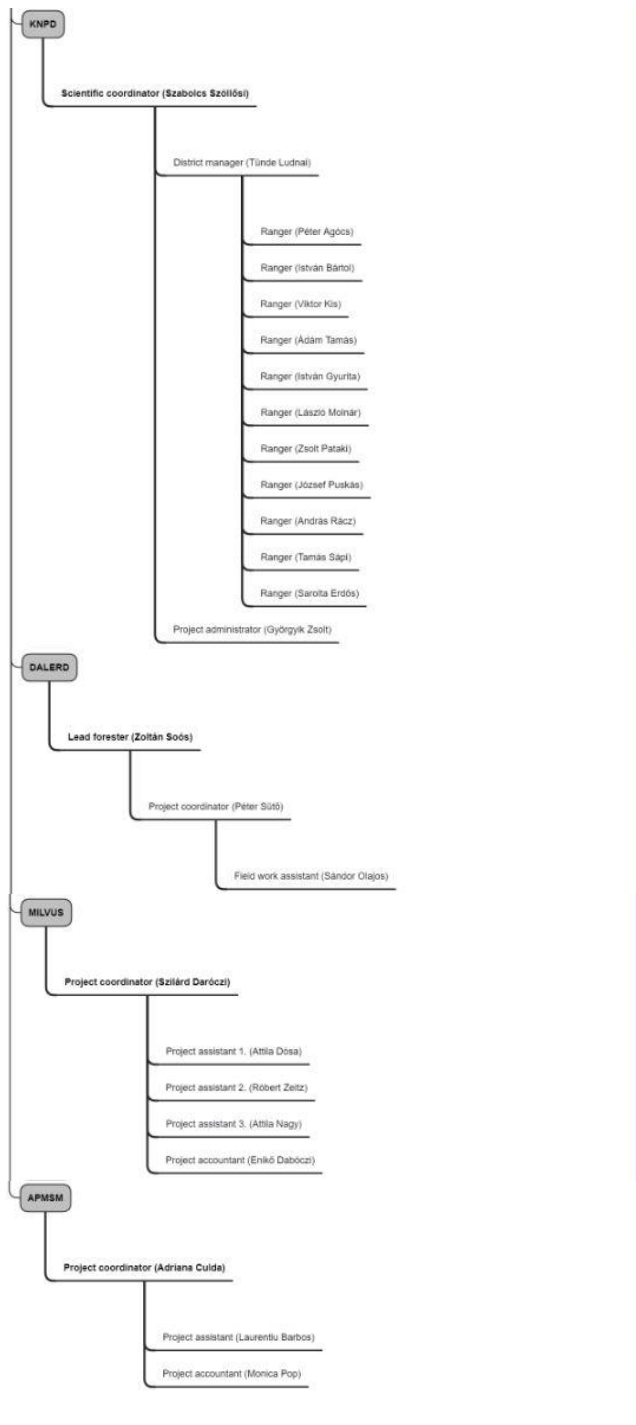 KNPD
Scientific coordinator (Szabolcs Szöllősi)
District manager (Tünde Ludnai)
Ranger (Péter Agócs)
Ranger (István Bártol)
Ranger (Viktor Kis)
Ranger (Ádám Tamás)
Ranger (István Gyurita)
Ranger (László Molnár)
Ranger (Zsolt Pataki)
Ranger (József Puskás)
Ranger (András Rácz)
Ranger (Tamás Sápi)
Ranger (Sarolta Erdős)
Project administrator (Györgyik Zsolt)
DALERD
Lead forester (Zoltán Soós)
Project coordinator (Péter Sütő)
Field work assistant (Sándor Olajos)
MILVUS
Project coordinator (Szilárd Daróczi)
Project assistant 1. (Attila Dósa)
Project assistant 2. (Róbert Zeitz)
Project assistant 3. (Attila Nagy)
Project accountant (Enikő Dabóczi)
APMSM
Project coordinator (Adriana Culda)
Project assistant (Laurentiu Barbos)
Project accountant (Monica Pop)